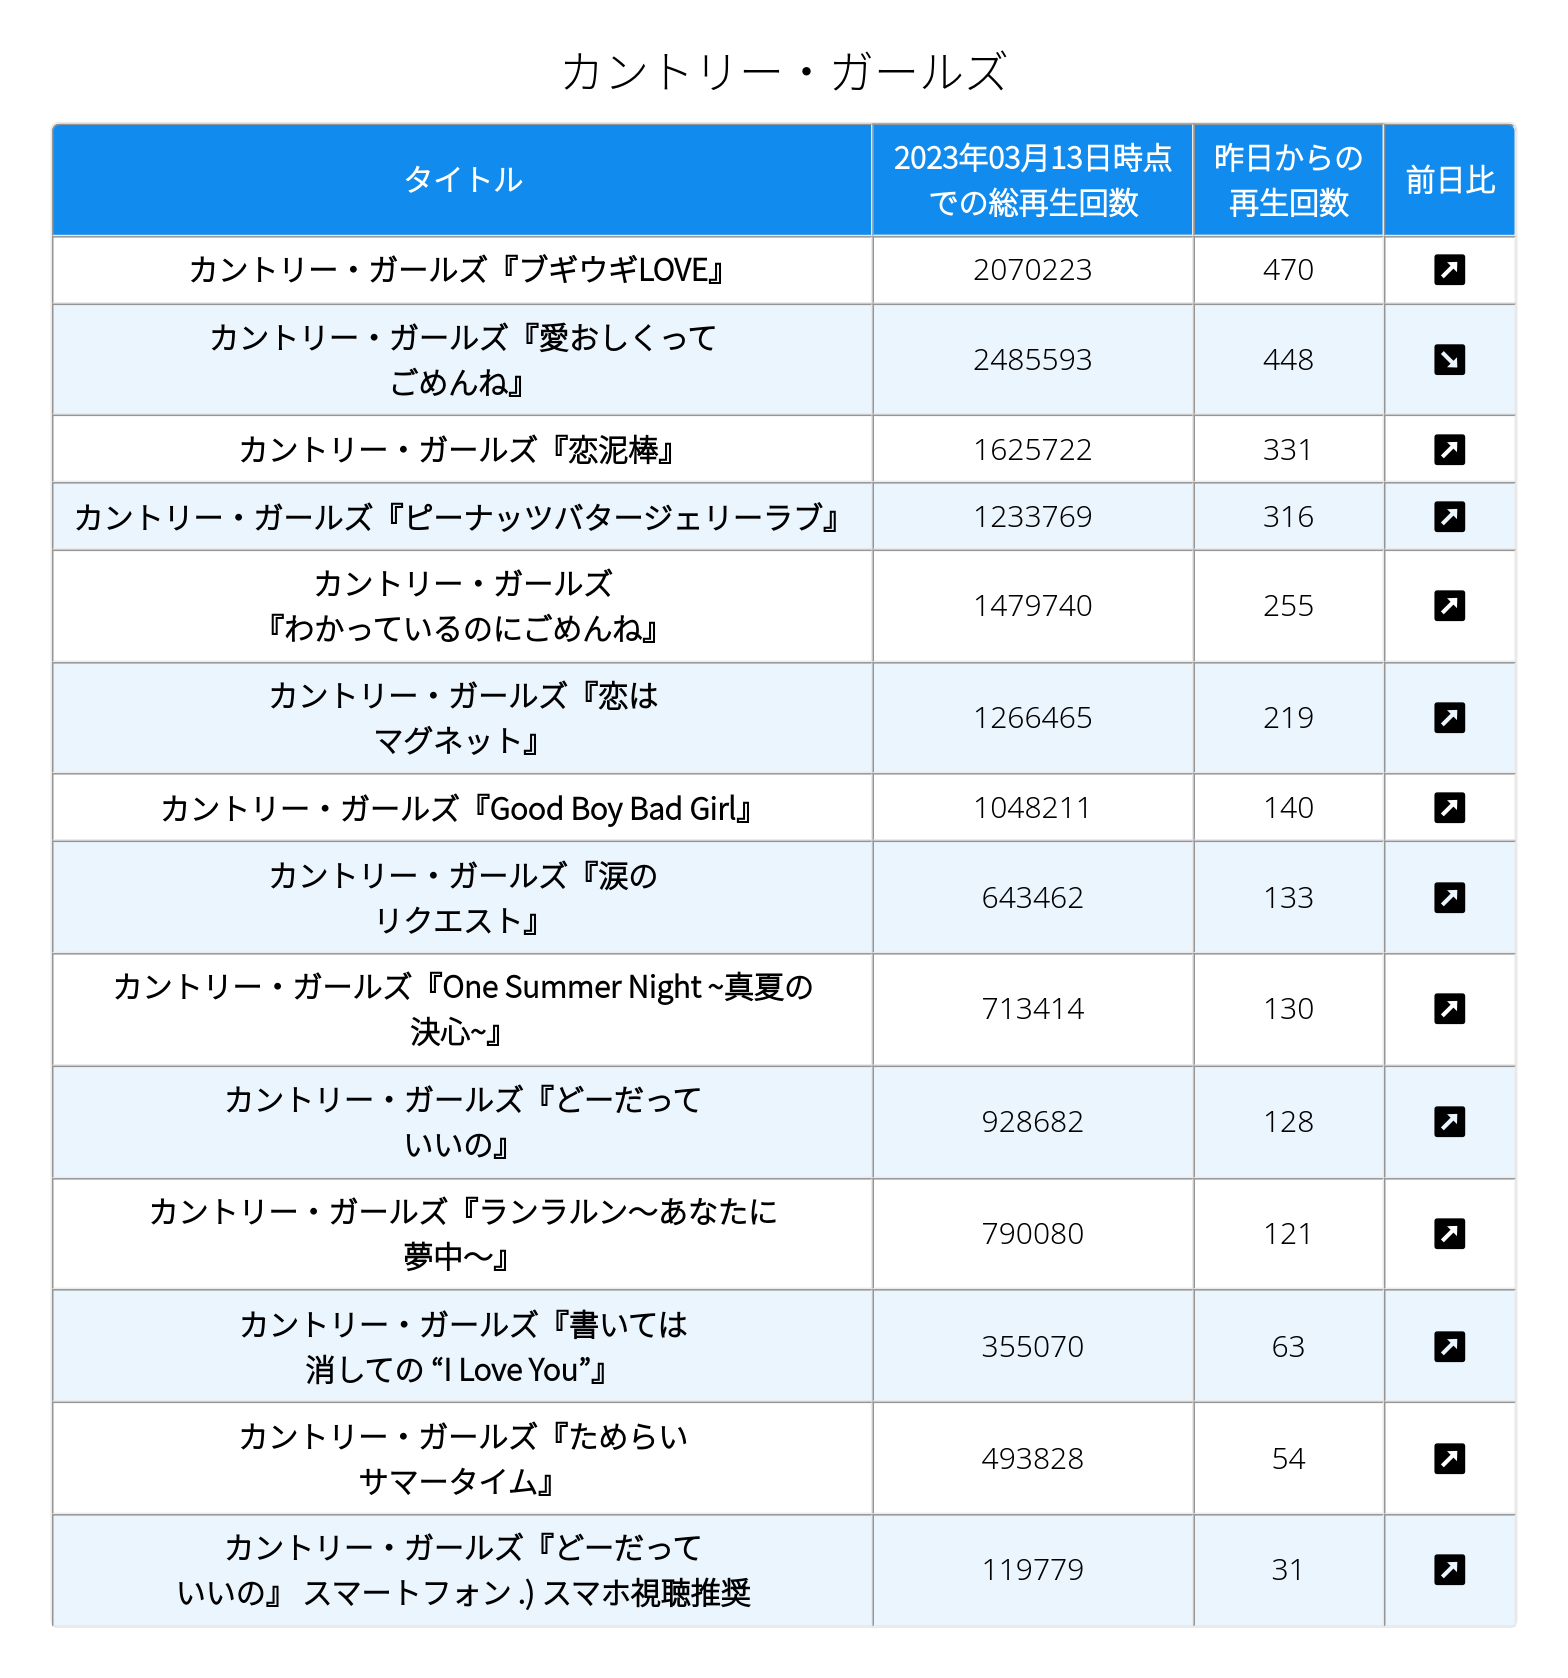 カントリー・ガールズ
タイトル
2023年03月13日時点
での総再生回数
昨日からの
再生回数
前日比
カントリー・ガールズ『ブギウギLOVE』
2070223
470
カントリー・ガールズ『愛おしくって
ごめんね』
2485593
448
カントリー・ガールズ『恋泥棒』
1625722
331
カントリー・ガールズ『ピーナッツバタージェリーラブ』
1233769
316
カントリー・ガールズ
『わかっているのにごめんね』
1479740
255
カントリー・ガールズ『恋は
マグネット』
1266465
219
カントリー・ガールズ『Good Boy Bad Girl』
1048211
140
カントリー・ガールズ『涙の
リクエスト』
643462
133
カントリー・ガールズ『One Summer Night ~真夏の
決心~』
713414
130
カントリー・ガールズ『どーだって
いいの』
928682
128
カントリー・ガールズ『ランラルン〜あなたに
夢中〜』
790080
121
カントリー・ガールズ『書いては
消しての “I Love You”』
355070
63
カントリー・ガールズ『ためらい
サマータイム』
493828
54
カントリー・ガールズ『どーだって
いいの』 スマートフォン .) スマホ視聴推奨
119779
31